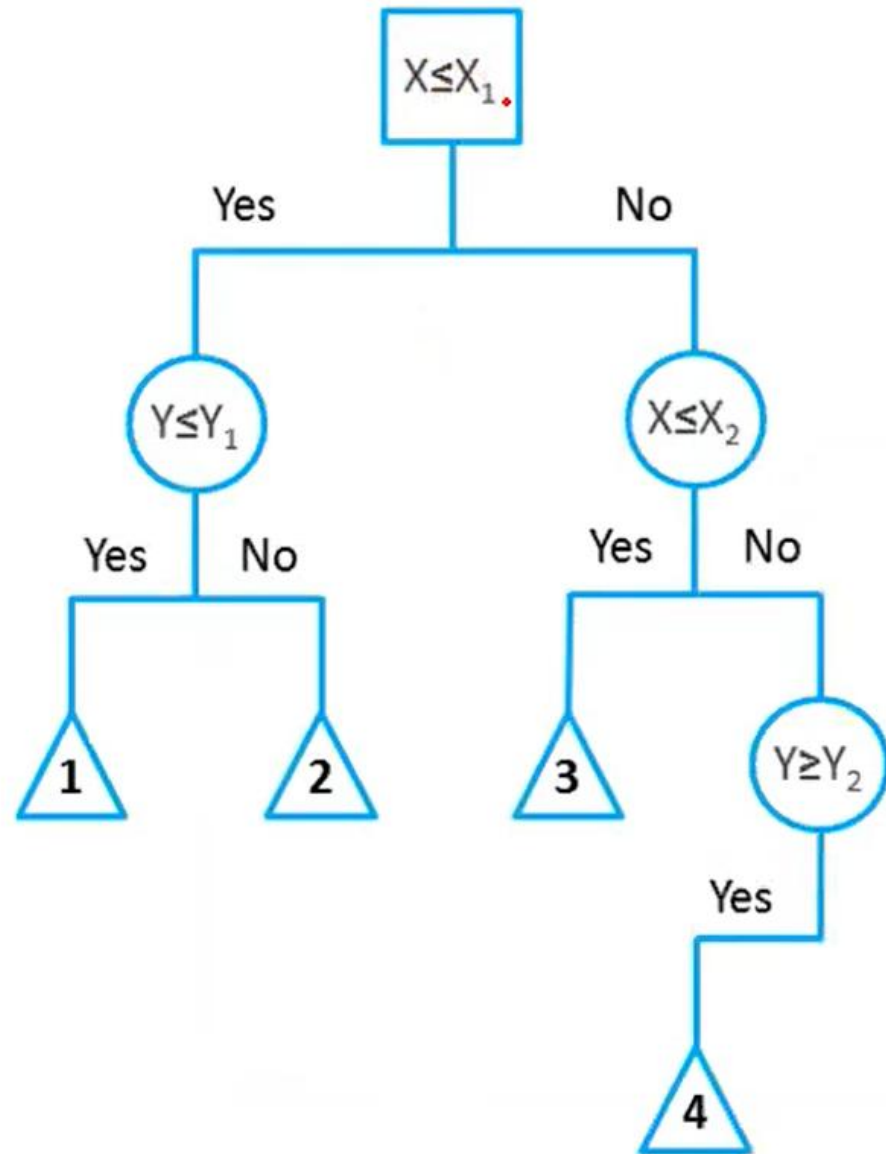 X≤X₁
Yes No
Y≤Y₁ X≤X₂
Yes No Yes No
1 2 3 Y≥Y₂
Yes
4